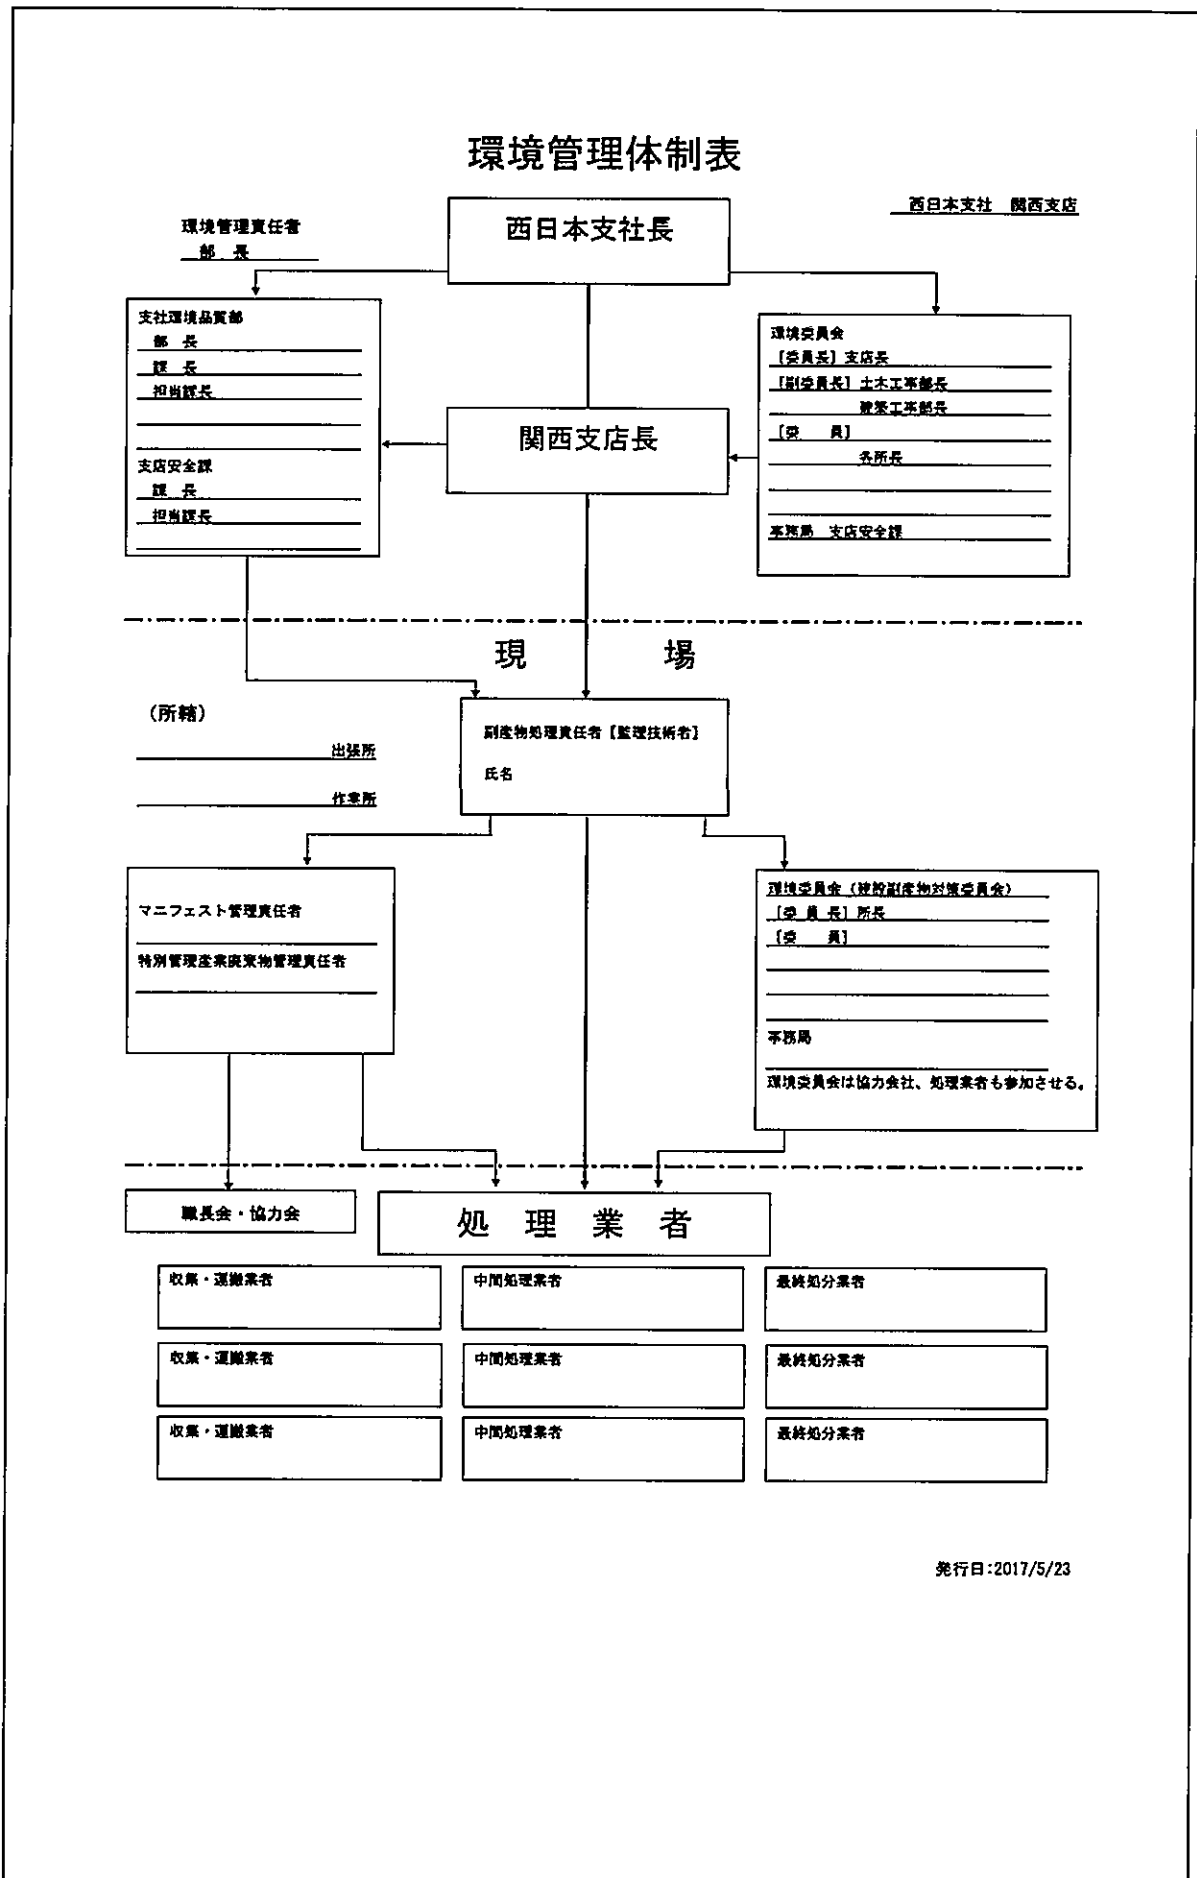 環境管理体制表
西日本支社 関西支店
環境管理責任者
部 長
西日本支社長
支社環境品質部
部 長
課 長
担当課長
支店安全課
課 長
担当課長
関西支店長
環境委員会
[委員長] 支店長
[副委員長] 土木工事部長
建築工事部長
[委 員]
各所長
事務局 支店安全課
現 場
(所轄)
出張所
作業所
副産物処理責任者 [監理技術者]
氏名
マニフェスト管理責任者
特別管理産業廃棄物管理責任者
環境委員会 (建設副産物対策委員会)
[委 員 長] 所長
[委 員]
事務局
環境委員会は協力会社、処理業者も参加させる。
職長会・協力会
処 理 業 者
収集・運搬業者 中間処理業者 最終処分業者
収集・運搬業者 中間処理業者 最終処分業者
収集・運搬業者 中間処理業者 最終処分業者
発行日:2017/5/23